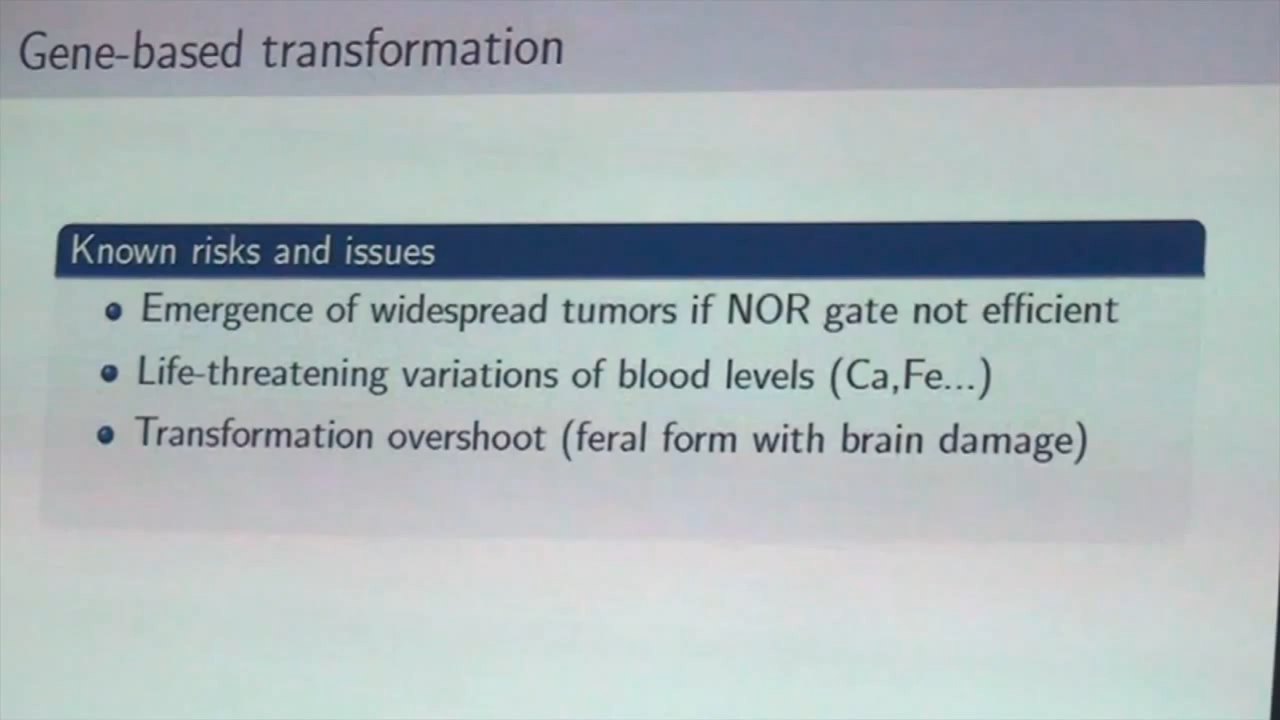 Gene-based transformation
Known risks and issues
Emergence of widespread tumors if NOR gate not efficient
Life-threatening variations of blood levels (Ca,Fe...)
Transformation overshoot (feral form with brain damage)